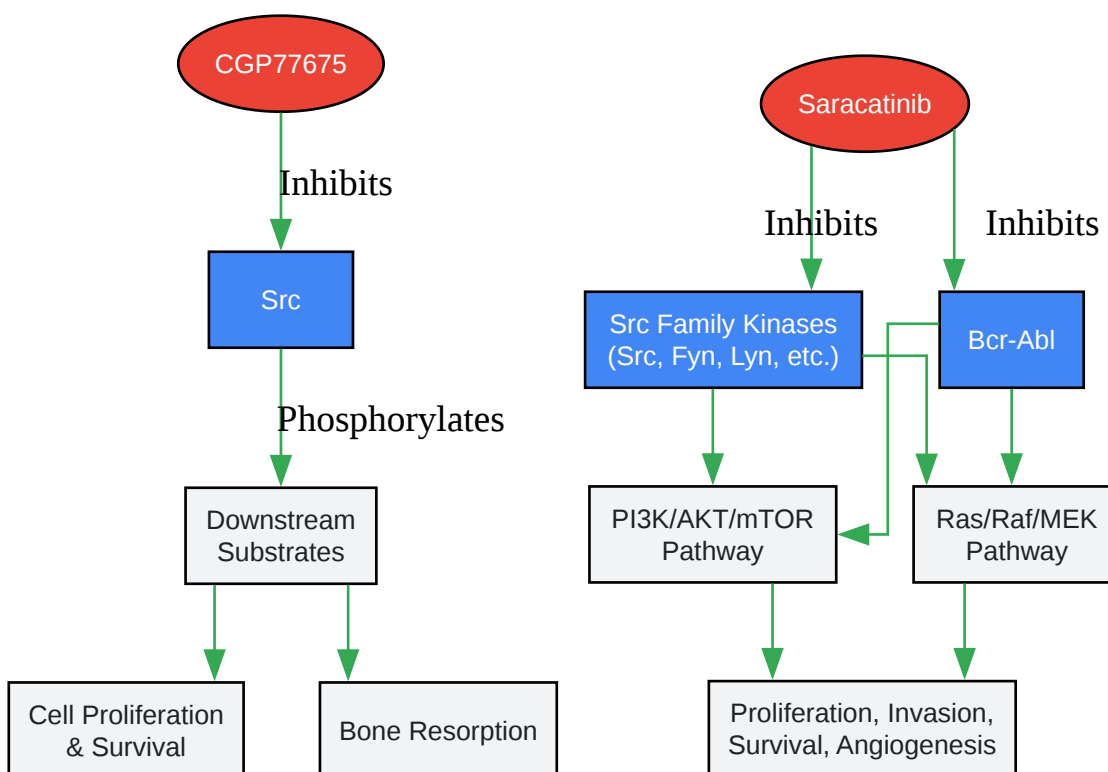 CGP77675
Inhibits
Src
Phosphorylates
Downstream
Substrates
Cell Proliferation
& Survival
Bone Resorption
Saracatinib
Inhibits
Inhibits
Src Family Kinases
(Src, Fyn, Lyn, etc.)
Bcr-Abl
PI3K/AKT/mTOR
Pathway
Ras/Raf/MEK
Pathway
Proliferation, Invasion,
Survival, Angiogenesis